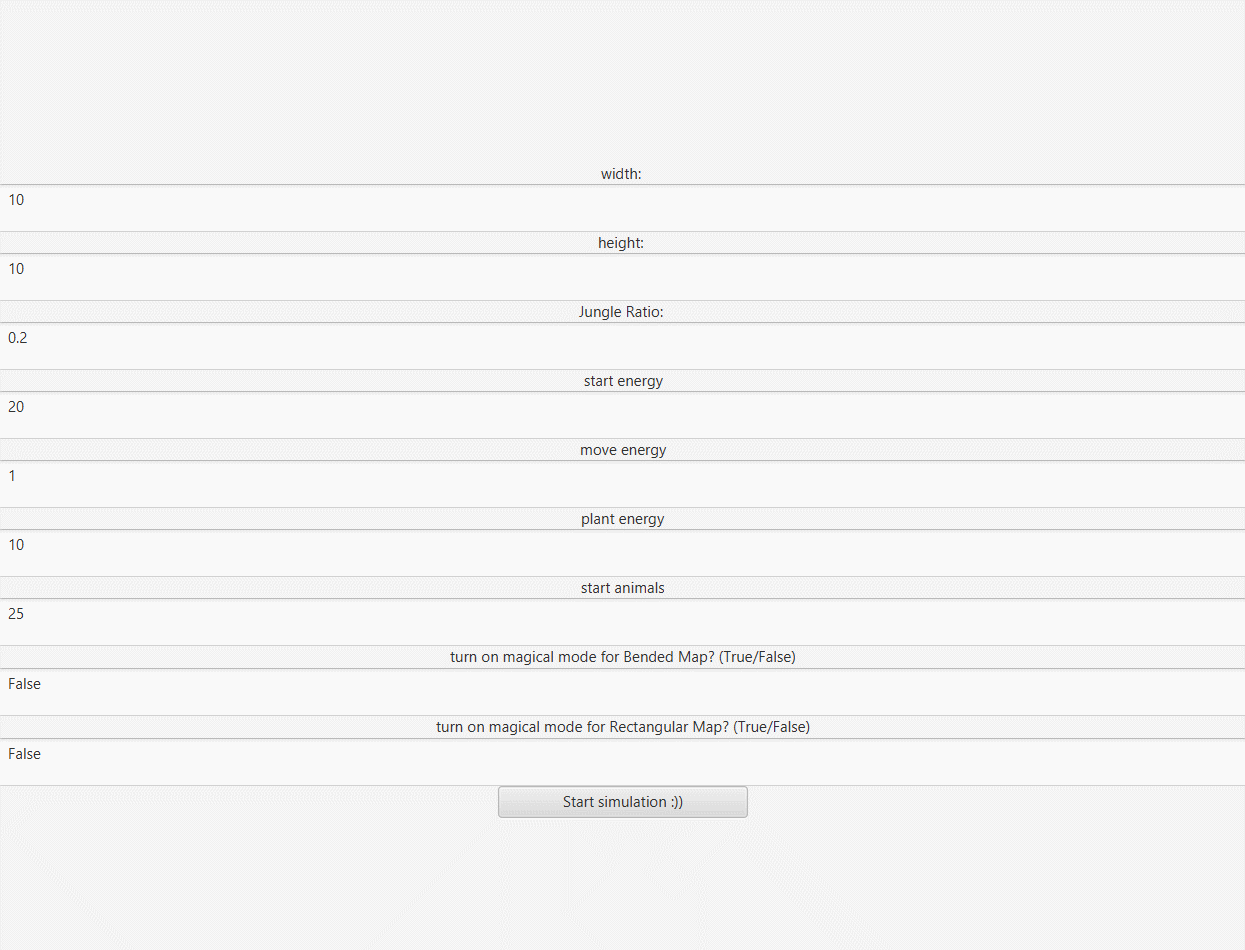 width:
10
height:
10
Jungle Ratio:
0.2
start energy
20
move energy
1
plant energy
10
start animals
25
turn on magical mode for Bended Map? (True/False)
False
turn on magical mode for Rectangular Map? (True/False)
False
Start simulation :))